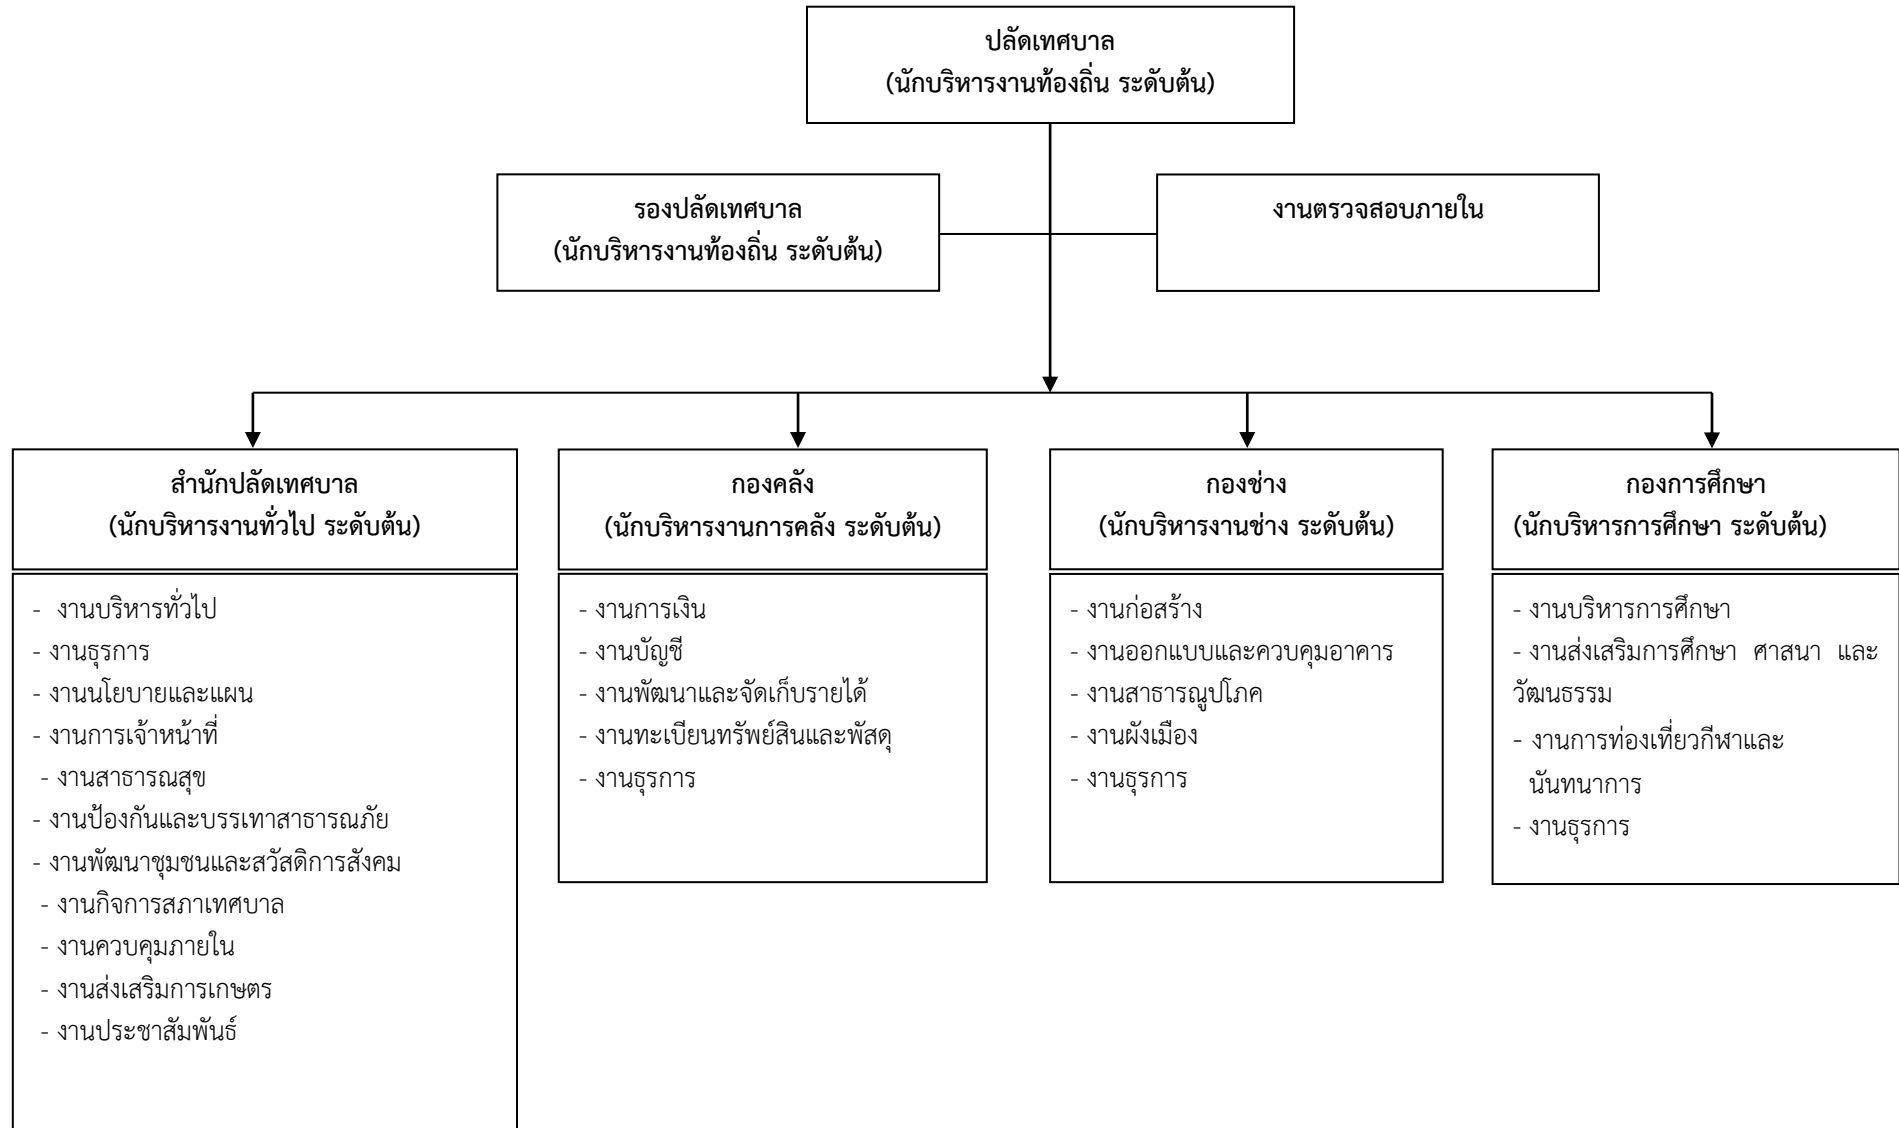 ปลัดเทศบาล
(นักบริหารงานท้องถิ่น ระดับต้น)
รองปลัดเทศบาล
(นักบริหารงานท้องถิ่น ระดับต้น)
งานตรวจสอบภายใน
สำนักปลัดเทศบาล
(นักบริหารงานทั่วไป ระดับต้น)
- งานบริหารทั่วไป
- งานธุรการ
- งานนโยบายและแผน
- งานการเจ้าหน้าที่
- งานสาธารณสุข
- งานป้องกันและบรรเทาสาธารณภัย
- งานพัฒนาชุมชนและสวัสดิการสังคม
- งานกิจการสภาเทศบาล
- งานควบคุมภายใน
- งานส่งเสริมการเกษตร
- งานประชาสัมพันธ์
กองคลัง
(นักบริหารงานการคลัง ระดับต้น)
- งานการเงิน
- งานบัญชี
- งานพัฒนาและจัดเก็บรายได้
- งานทะเบียนทรัพย์สินและพัสดุ
- งานธุรการ
กองช่าง
(นักบริหารงานช่าง ระดับต้น)
- งานก่อสร้าง
- งานออกแบบและควบคุมอาคาร
- งานสาธารณูปโภค
- งานผังเมือง
- งานธุรการ
กองการศึกษา
(นักบริหารการศึกษา ระดับต้น)
- งานบริหารการศึกษา
- งานส่งเสริมการศึกษา ศาสนา และ
วัฒนธรรม
- งานการท่องเที่ยวกีฬาและ
นันทนาการ
- งานธุรการ